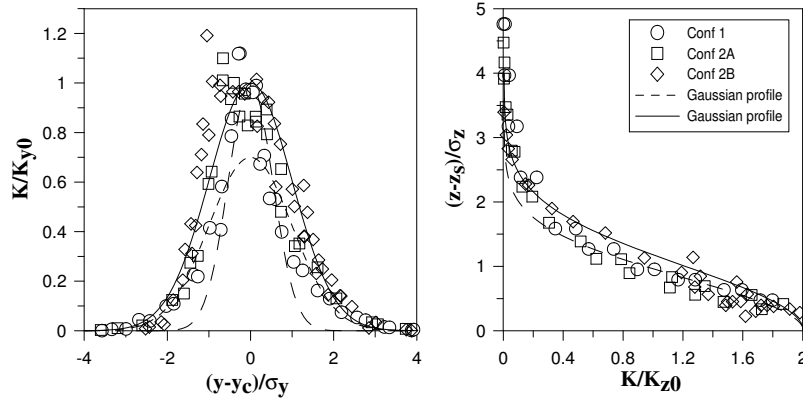 1.2
1
0.8
0.6
0.4
0.2
0
K/Ky0
-4 -2 0 2 4
(y-yc)/σy
5
4
3
2
1
0
(z-zs)/σz
0 0.4 0.8 1.2 1.6 2
K/Kz0
Conf 1
Conf 2A
Conf 2B
Gaussian profile
Gaussian profile